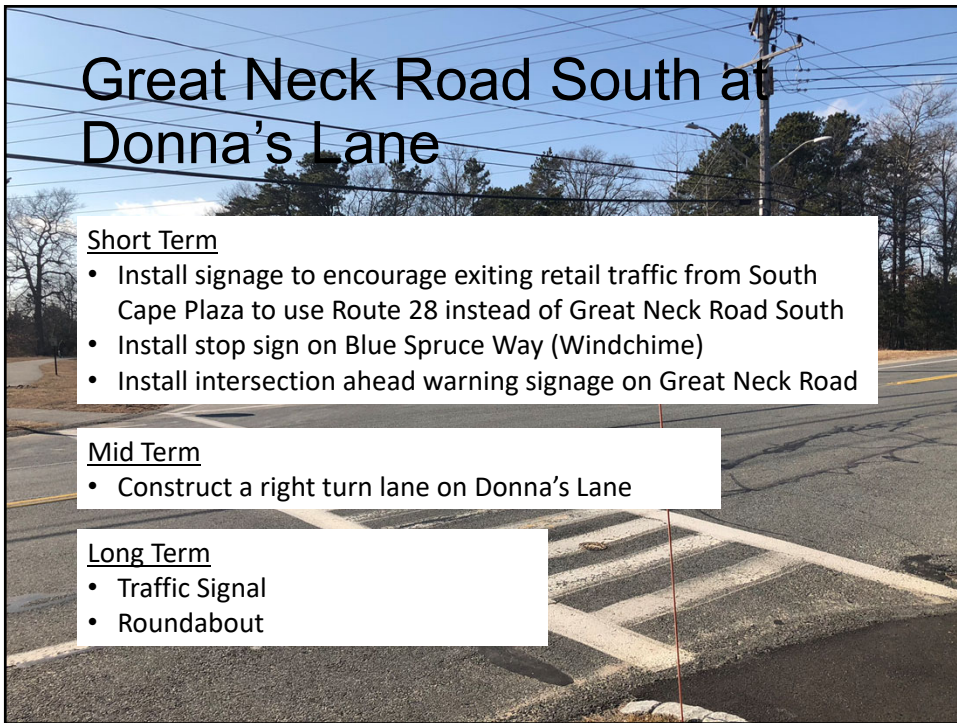 Great Neck Road South at
Donna's Lane
Short Term
• Install signage to encourage exiting retail traffic from South
Cape Plaza to use Route 28 instead of Great Neck Road South
• Install stop sign on Blue Spruce Way (Windchime)
• Install intersection ahead warning signage on Great Neck Road
Mid Term
• Construct a right turn lane on Donna's Lane
Long Term
• Traffic Signal
• Roundabout